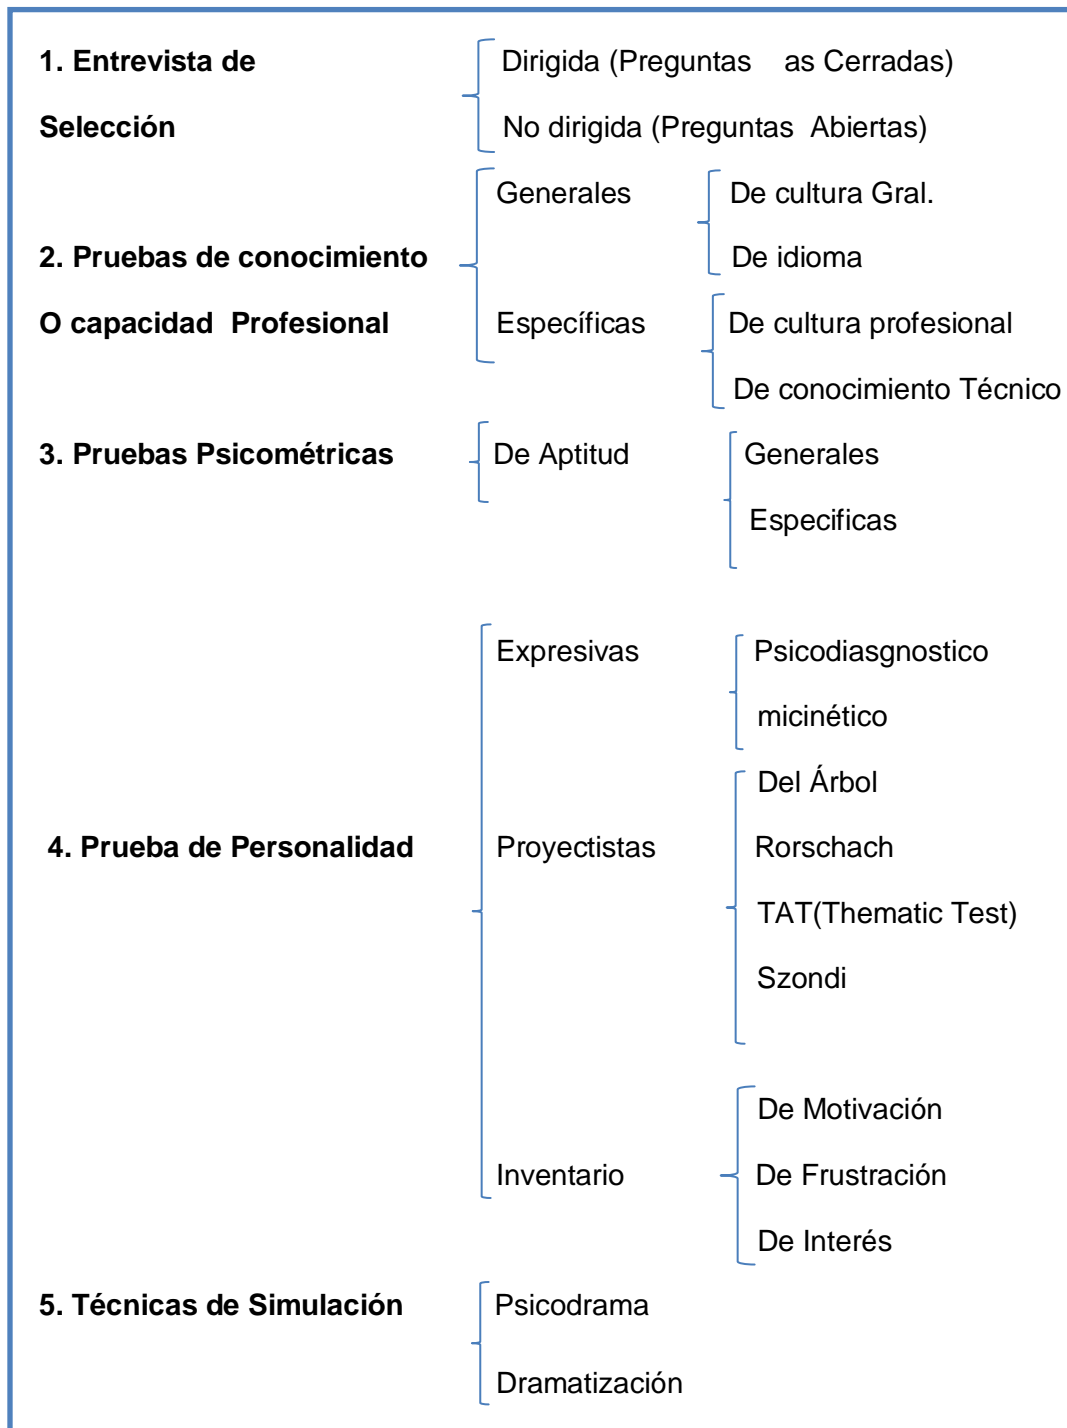 1. Entrevista de Dirigida (Preguntas as Cerradas)
Selección No dirigida (Preguntas Abiertas)
Generales De cultura Gral.
2. Pruebas de conocimiento De idioma
O capacidad Profesional Específicas De cultura profesional
De conocimiento Técnico
3. Pruebas Psicométricas De Aptitud Generales
Especificas
Expresivas Psicodiasgnostico
micinético
Del Árbol
4. Prueba de Personalidad Proyectistas Rorschach
TAT(Thematic Test)
Szondi
De Motivación
Inventario De Frustración
De Interés
5. Técnicas de Simulación Psicodrama
Dramatización